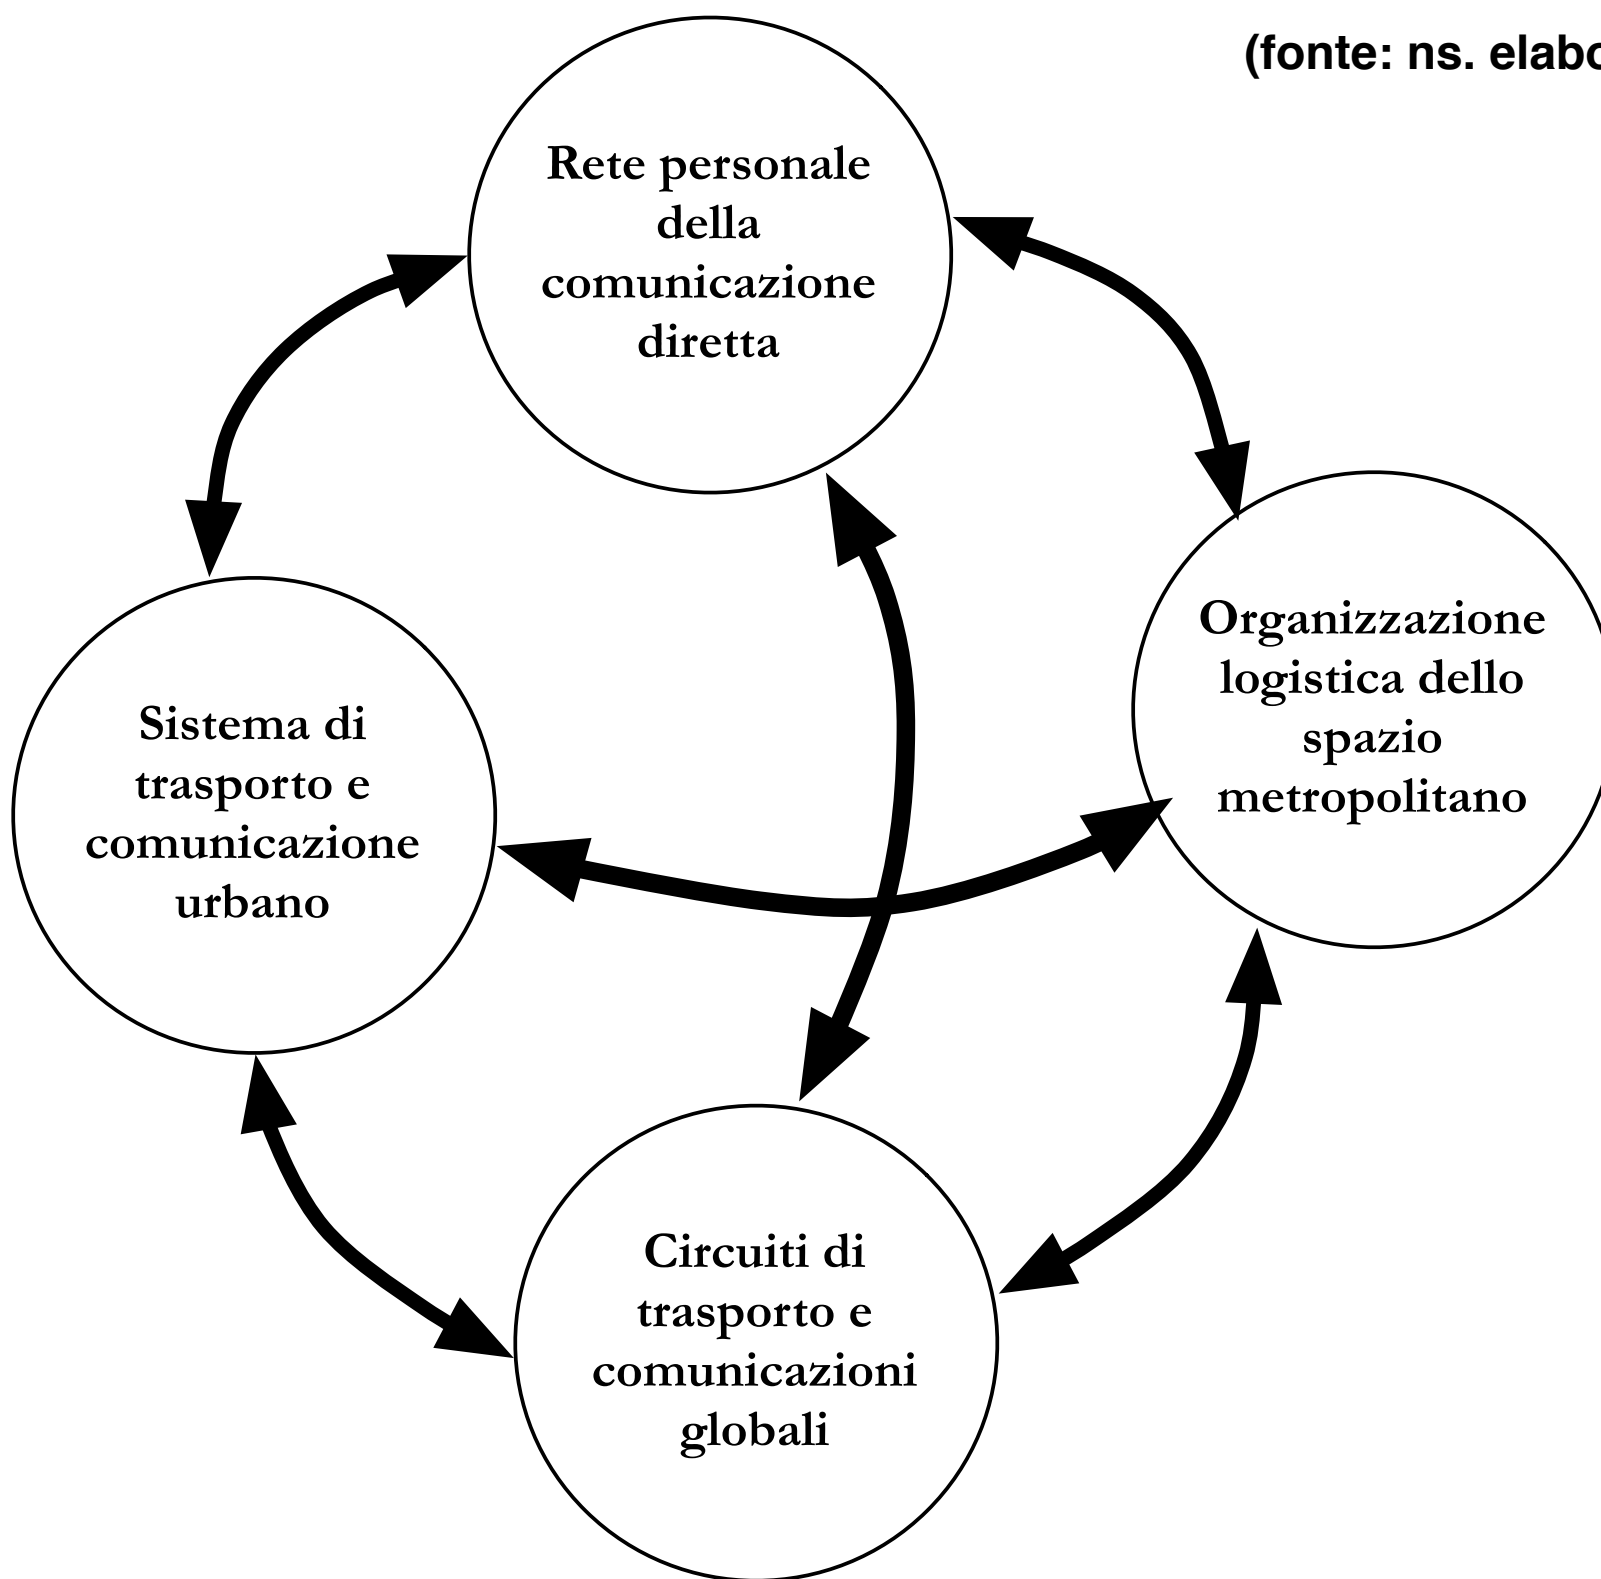 (fonte: ns.
Rete personale
della
comunicazione
diretta
Organizzazione
logistica dello
spazio
metropolitano
Sistema di
trasporto e
comunicazione
urbano
Circuiti di
trasporto e
comunicazioni
globali